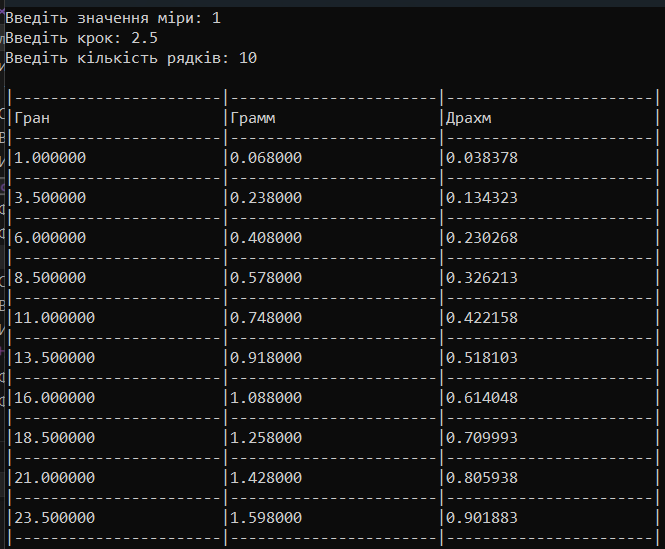 Введіть значення міри: 1
Введіть крок: 2.5
Введіть кількість рядків: 10
|-----------------------|-----------------------|-----------------------|
|Гран |Грамм |Драхм |
|-----------------------|-----------------------|-----------------------|
|1.000000 |0.068000 |0.038378 |
|-----------------------|-----------------------|-----------------------|
|3.500000 |0.238000 |0.134323 |
|-----------------------|-----------------------|-----------------------|
|6.000000 |0.408000 |0.230268 |
|-----------------------|-----------------------|-----------------------|
|8.500000 |0.578000 |0.326213 |
|-----------------------|-----------------------|-----------------------|
|11.000000 |0.748000 |0.422158 |
|-----------------------|-----------------------|-----------------------|
|13.500000 |0.918000 |0.518103 |
|-----------------------|-----------------------|-----------------------|
|16.000000 |1.088000 |0.614048 |
|-----------------------|-----------------------|-----------------------|
|18.500000 |1.258000 |0.709993 |
|-----------------------|-----------------------|-----------------------|
|21.000000 |1.428000 |0.805938 |
|-----------------------|-----------------------|-----------------------|
|23.500000 |1.598000 |0.901883 |
|-----------------------|-----------------------|-----------------------|